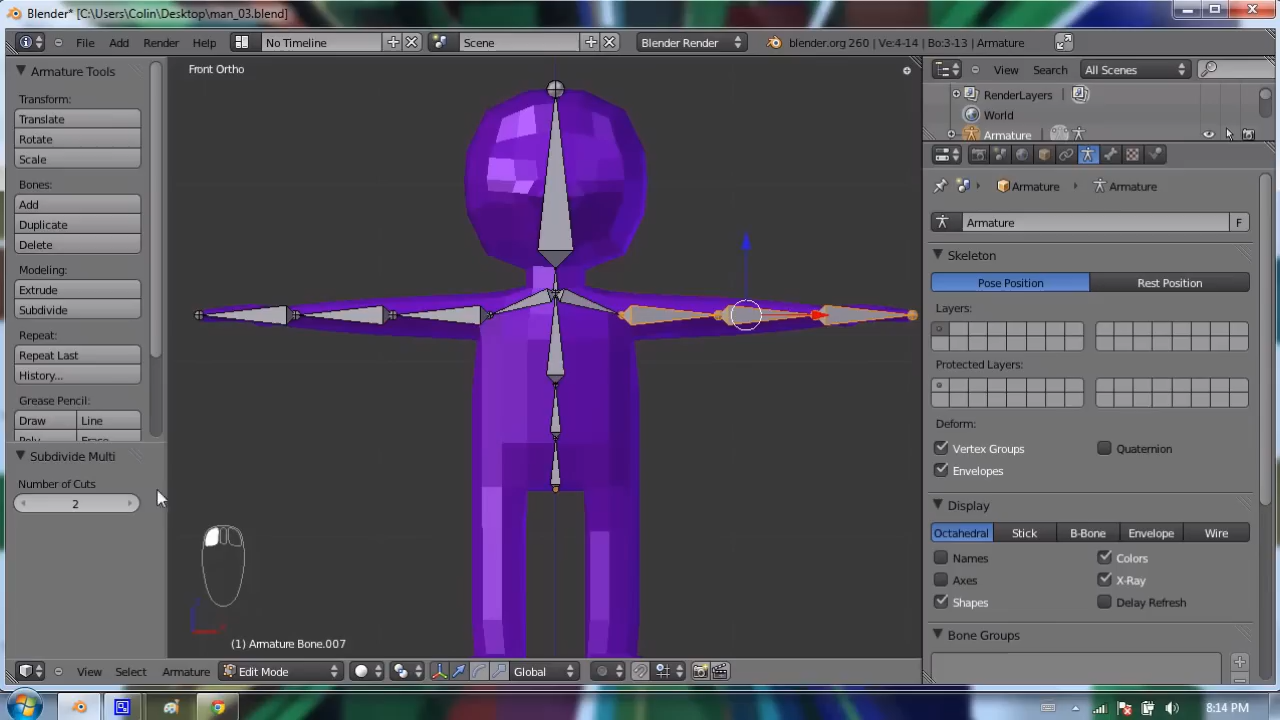 Blender* [C:\Users\Colin\Desktop\man_03.blend]
File Add Render Help No Timeline Scene Blender Render blender.org 260 | Ve:4-14 | Bo:3-13 | Armature
Armature Tools
Transform:
Translate
Rotate
Scale
Bones:
Add
Duplicate
Delete
Modeling:
Extrude
Subdivide
Repeat:
Repeat Last
History...
Grease Pencil:
Draw Line
Subdivide Multi
Number of Cuts
2
Front Ortho
(1) Armature Bone.007
View Select Armature Edit Mode Global
View Search All Scenes
RenderLayers
World
Armature
Armature Armature
Armature F
Skeleton
Pose Position Rest Position
Layers:
Protected Layers:
Deform:
Vertex Groups Quaternion
Envelopes
Display
Octahedral Stick B-Bone Envelope Wire
Names Colors
Axes X-Ray
Shapes Delay Refresh
Bone Groups
8:14 PM